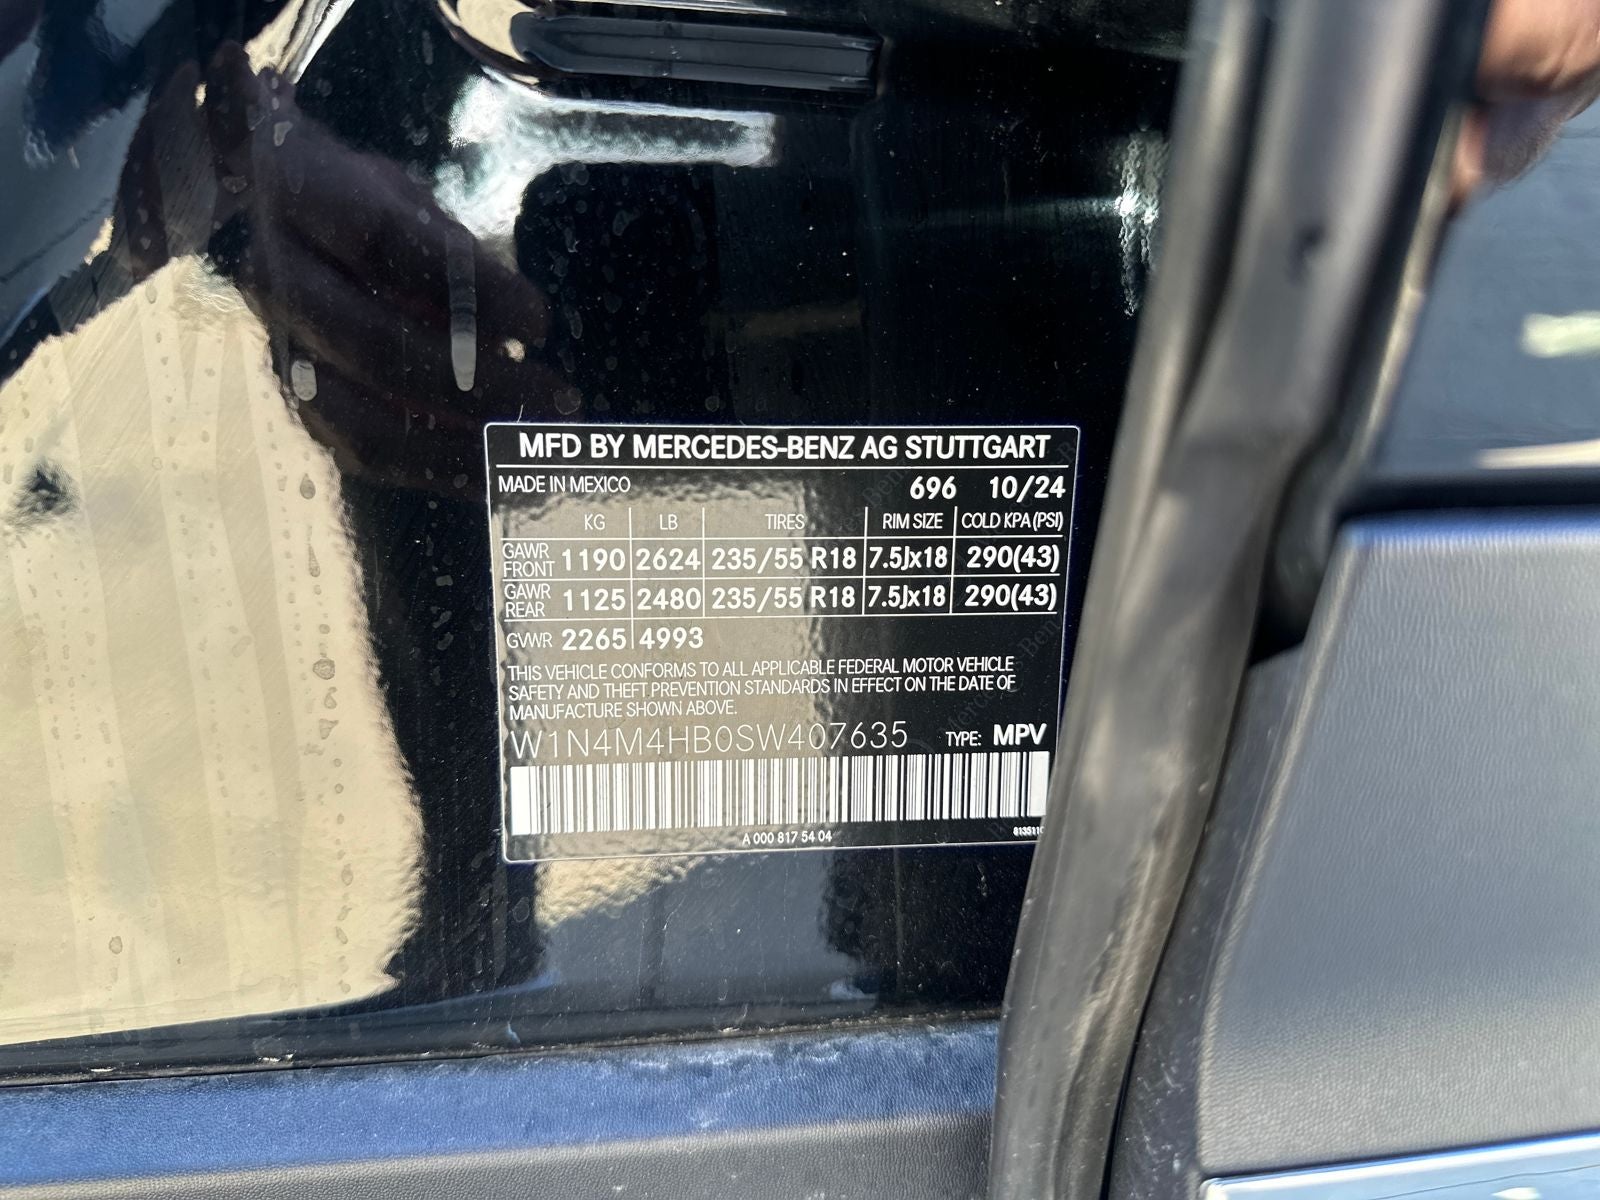 MFD BY MERCEDES-BENZ AG STUTTGART
MADE IN MEXICO 696 10/24
KG LB TIRES RIM SIZE COLD KPA (PSI)
GAWR FRONT 1190 2624 235/55 R18 7.5Jx18 290(43)
GAWR REAR 1125 2480 235/55 R18 7.5Jx18 290(43)
GVWR 2265 4993
THIS VEHICLE CONFORMS TO ALL APPLICABLE FEDERAL MOTOR VEHICLE
SAFETY AND THEFT PREVENTION STANDARDS IN EFFECT ON THE DATE OF
MANUFACTURE SHOWN ABOVE.
W1N4M4HB0SW407635 TYPE: MPV
A 000 817 54 04